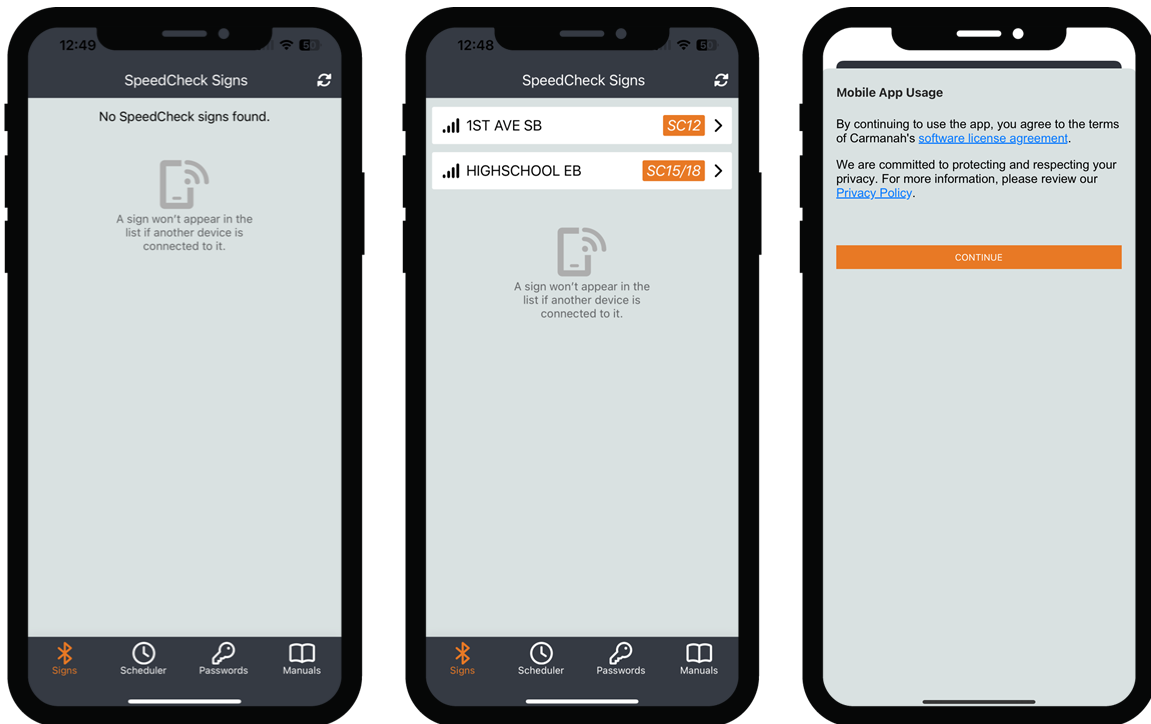 12:49
50
SpeedCheck Signs
No SpeedCheck signs found.
A sign won't appear in the
list if another device is
connected to it.
Signs
Scheduler
Passwords
Manuals
12:48
50
SpeedCheck Signs
1ST AVE SB
SC12
HIGHSCHOOL EB
SC15/18
A sign won't appear in the
list if another device is
connected to it.
Signs
Scheduler
Passwords
Manuals
Mobile App Usage
By continuing to use the app, you agree to the terms
of Carmanah's software license agreement.
We are committed to protecting and respecting your
privacy. For more information, please review our
Privacy Policy.
CONTINUE